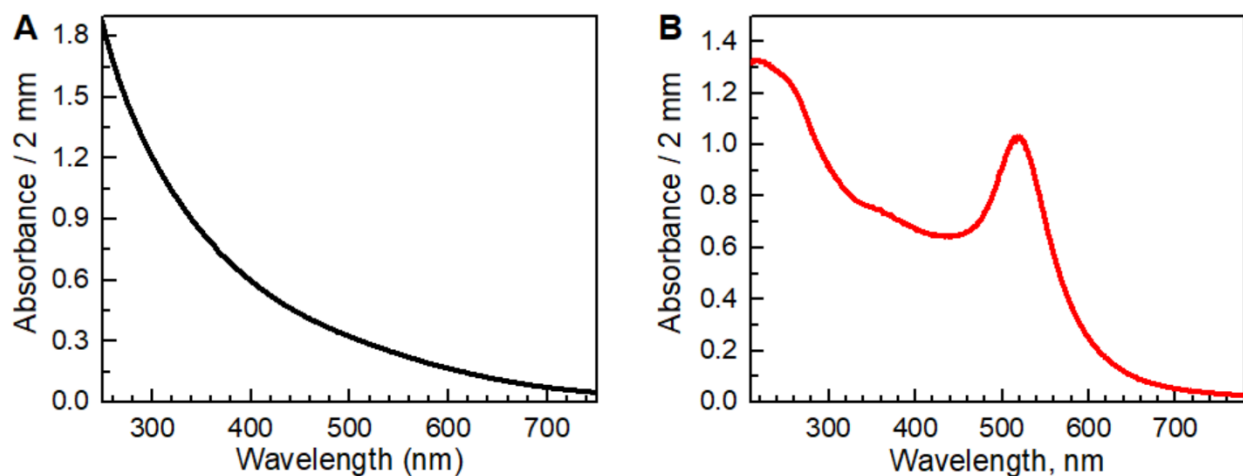 A
Absorbance / 2 mm
1.8
1.5
1.2
0.9
0.6
0.3
0.0
300 400 500 600 700
Wavelength (nm)
B
Absorbance / 2 mm
1.4
1.2
1.0
0.8
0.6
0.4
0.2
0.0
300 400 500 600 700
Wavelength, nm